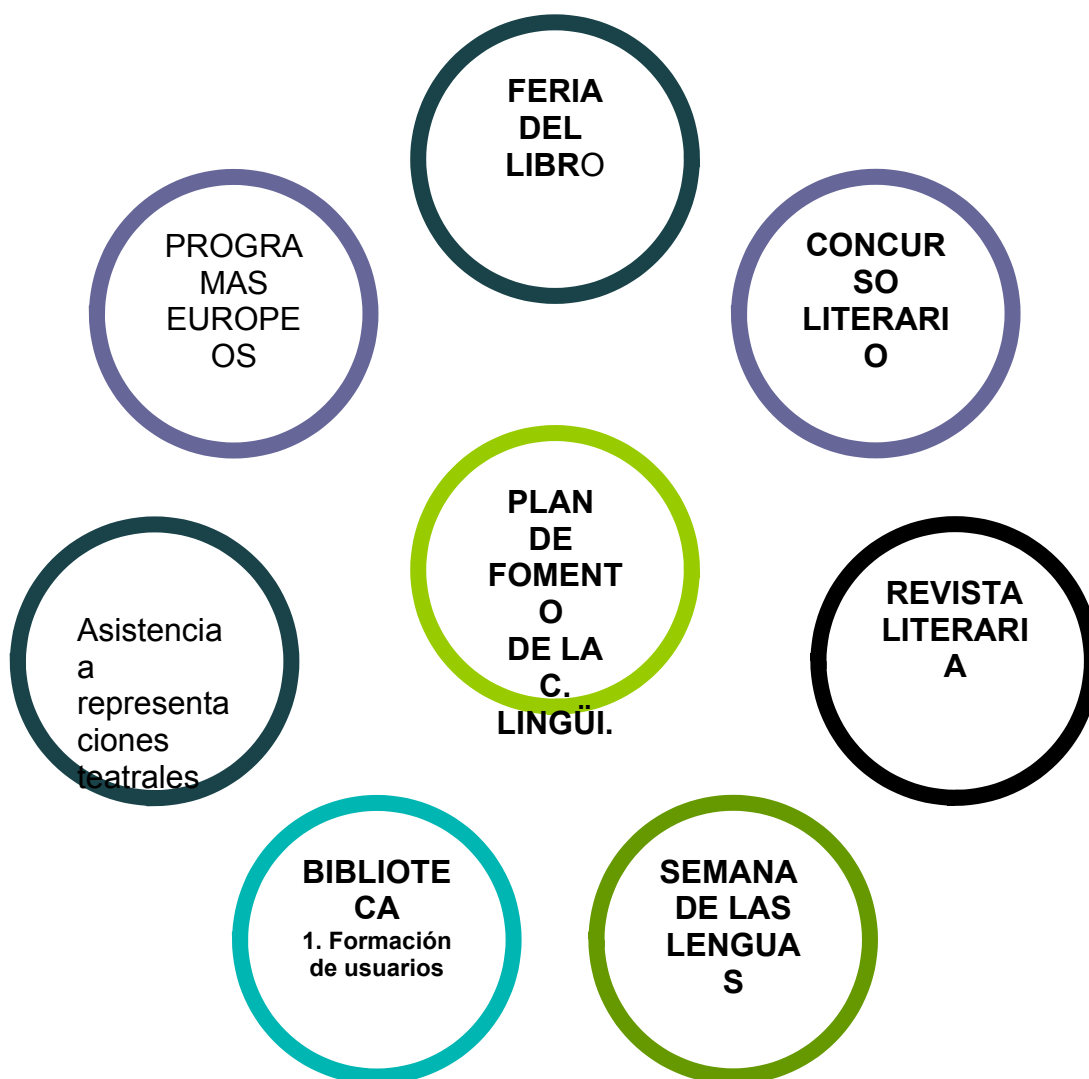 FERIA
DEL
LIBRO
PROGRA
MAS
EUROPE
OS
CONCUR
SO
LITERARI
O
PLAN
DE
FOMENT
O
DE LA
C.
LINGÜI.
Asistencia
a
representa
ciones
teatrales
REVISTA
LITERARI
A
BIBLIOTE
CA
1. Formación
de usuarios
SEMANA
DE LAS
LENGUA
S